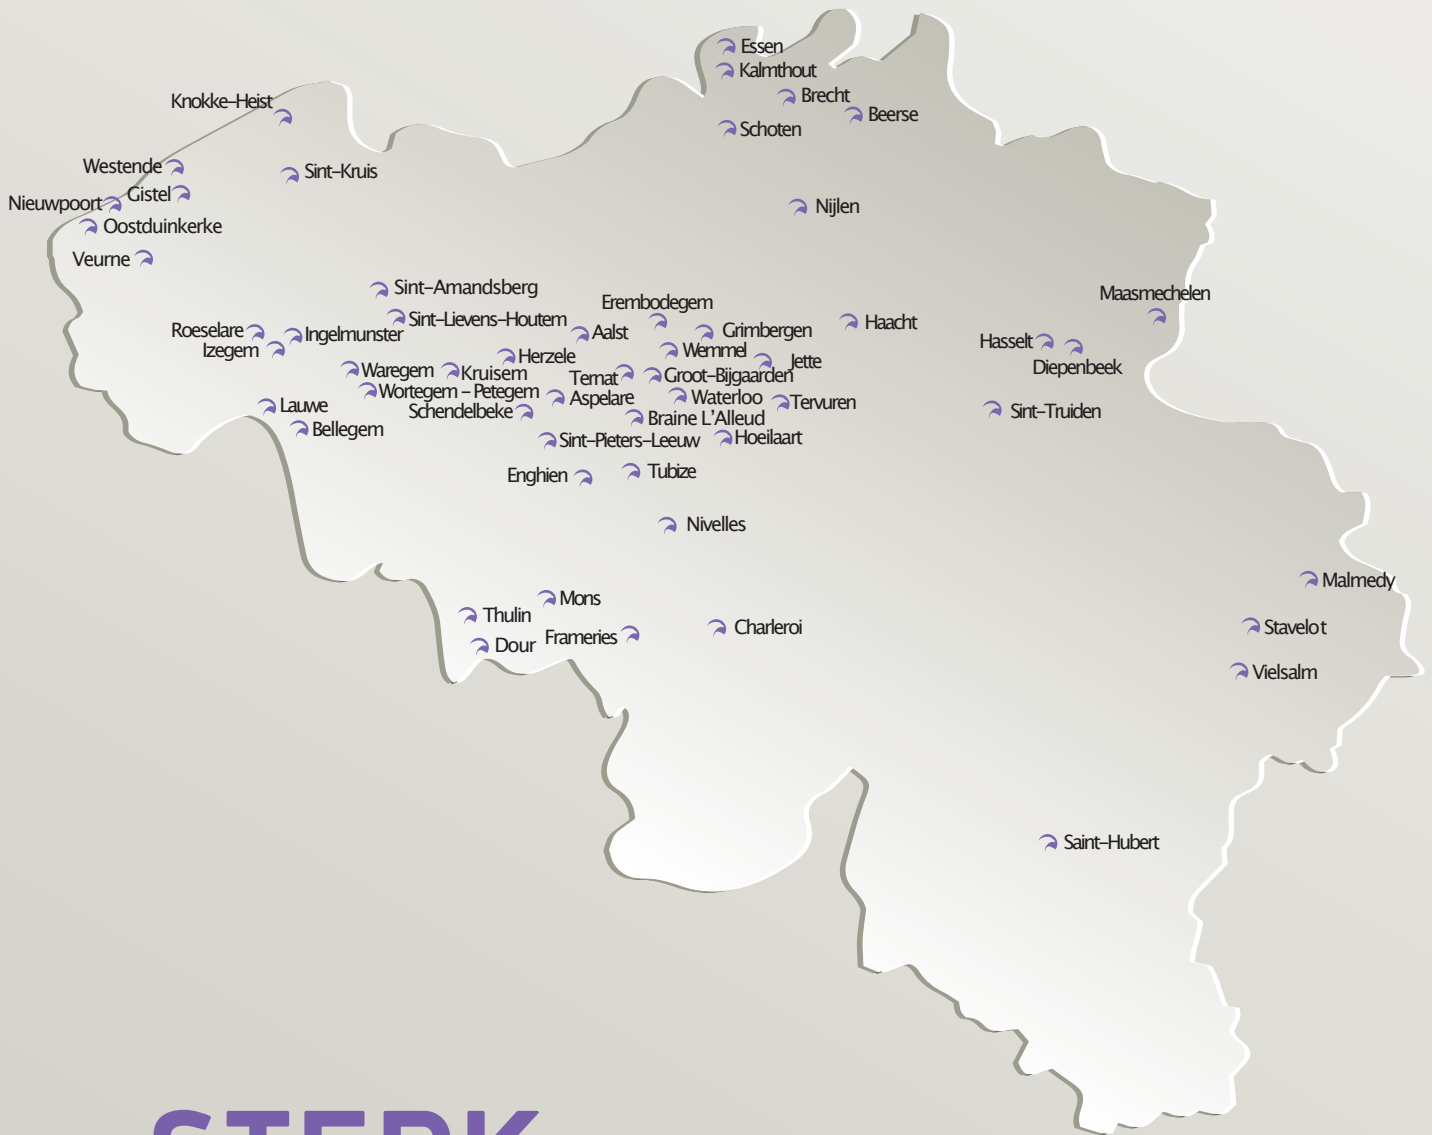 Essen
Kalmthout
Knokke-Heist
Brecht
Beerse
Schoten
Westende
Sint-Kruis
Gistel
Nieuwpoort
Nijlen
Oostduinkerke
Veurne
Sint-Amandsberg
Maasmechelen
Erembodegem
Sint-Lievens-Houtem
Haacht
Roeselare
Ingelmunster
Aalst
Grimbergen
Hasselt
Izegem
Wemmel
Herzele
Jette
Diepenbeek
Waregem
Kruisem
Ternat
Groot-Bijgaarden
Wortegem - Petegem
Aspelare
Waterloo
Tervuren
Lauwe
Schendelbeke
Sint-Truiden
Braine L'Alleud
Bellegem
Sint-Pieters-Leeuw
Hoeilaart
Enghien
Tubize
Nivelles
Malmedy
Mons
Thulin
Charleroi
Stavelot
Frameries
Dour
Vielsalm
Saint-Hubert
STERK